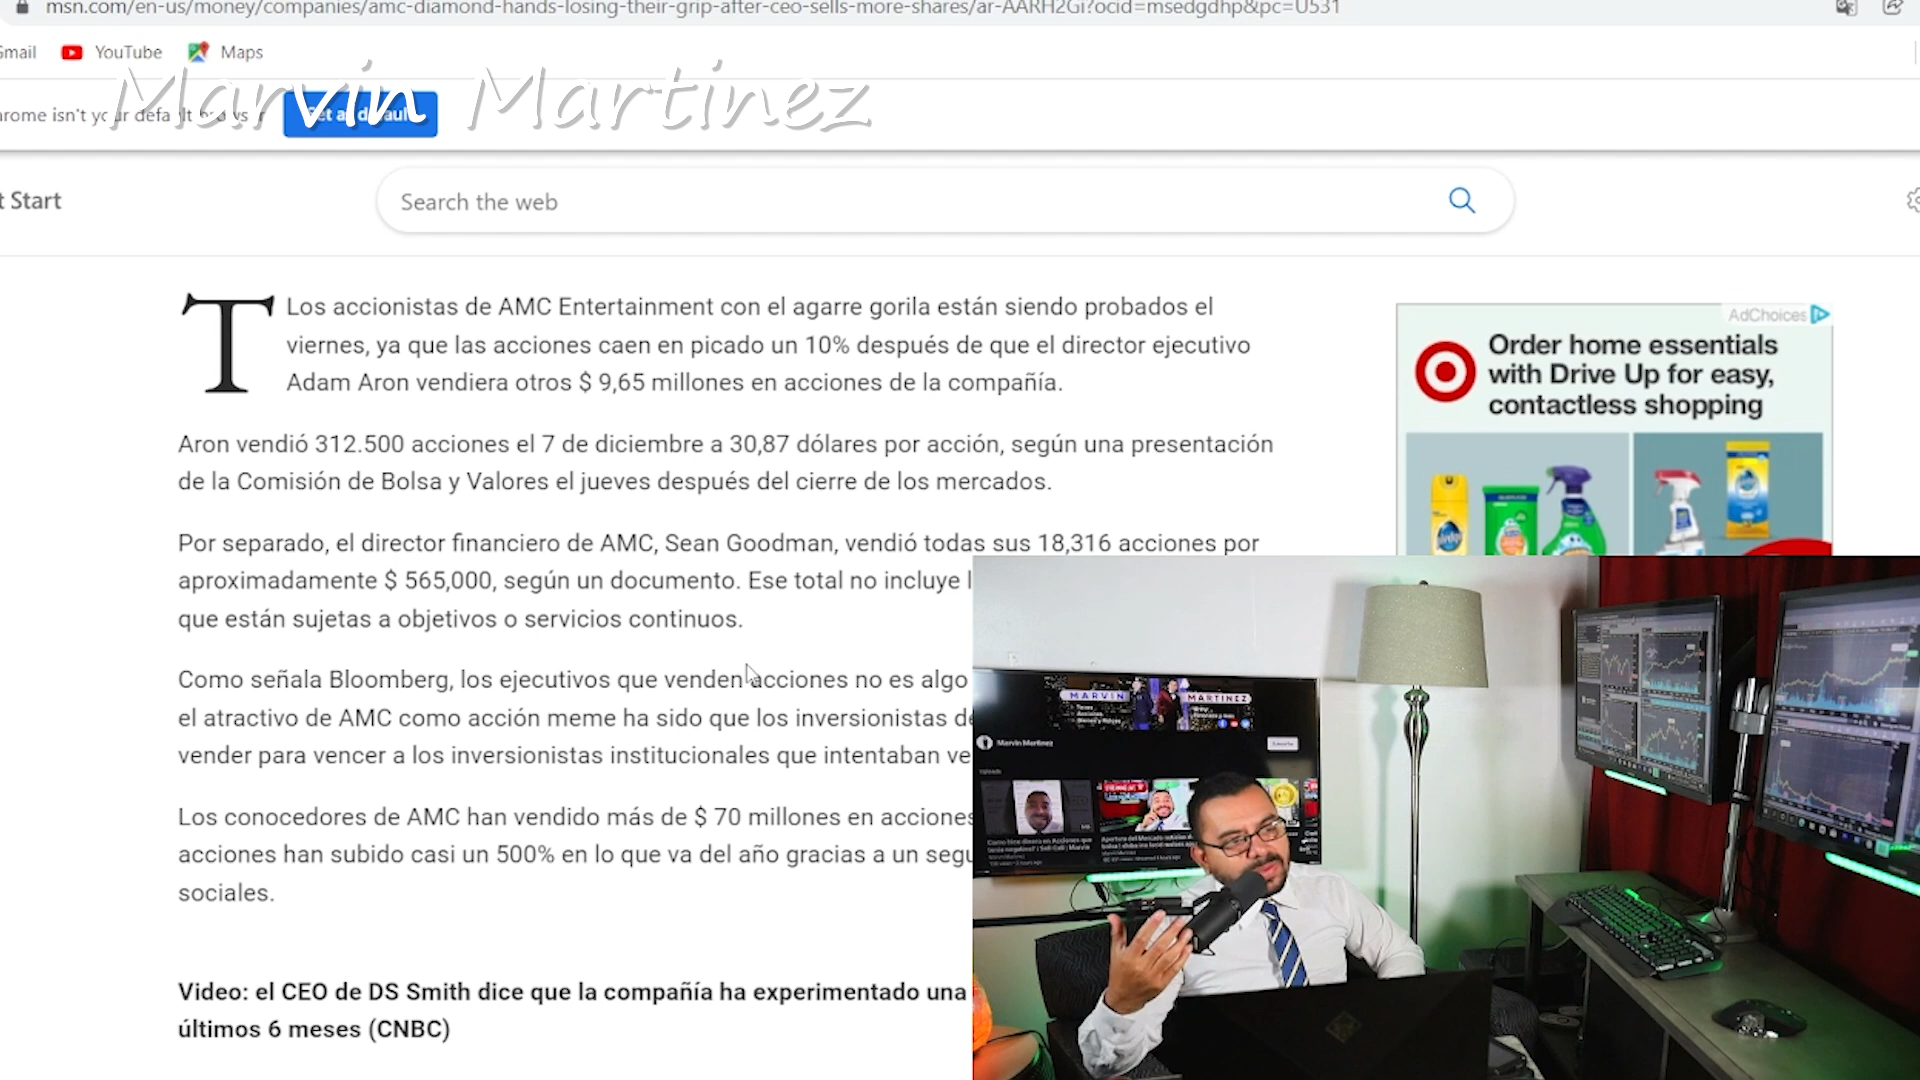 msn.com/en-us/money/companies/amc-diamond-hands-losing-their-grip-after-ceo-sells-more-shares/ar-AARH2Gi?ocid=msedgdhp&pc=U531
Gmail YouTube Maps
Marvin Martinez
rome isn't your default browser Set as default
t Start
Search the web
T Los accionistas de AMC Entertainment con el agarre gorila están siendo probados el
viernes, ya que las acciones caen en picado un 10% después de que el director ejecutivo
Adam Aron vendiera otros $ 9,65 millones en acciones de la compañía.
Aron vendió 312.500 acciones el 7 de diciembre a 30,87 dólares por acción, según una presentación
de la Comisión de Bolsa y Valores el jueves después del cierre de los mercados.
Por separado, el director financiero de AMC, Sean Goodman, vendió todas sus 18,316 acciones por
aproximadamente $ 565,000, según un documento. Ese total no incluye
que están sujetas a objetivos o servicios continuos.
Como señala Bloomberg, los ejecutivos que venden acciones no es algo
el atractivo de AMC como acción meme ha sido que los inversionistas
vender para vencer a los inversionistas institucionales que intentaban
Los conocedores de AMC han vendido más de $ 70 millones en acciones
acciones han subido casi un 500% en lo que va del año gracias a un
sociales.
Video: el CEO de DS Smith dice que la compañía ha experimentado una
últimos 6 meses (CNBC)
AdChoices
Order home essentials
with Drive Up for easy,
contactless shopping
MARVIN MARTINEZ
Marvin Martinez